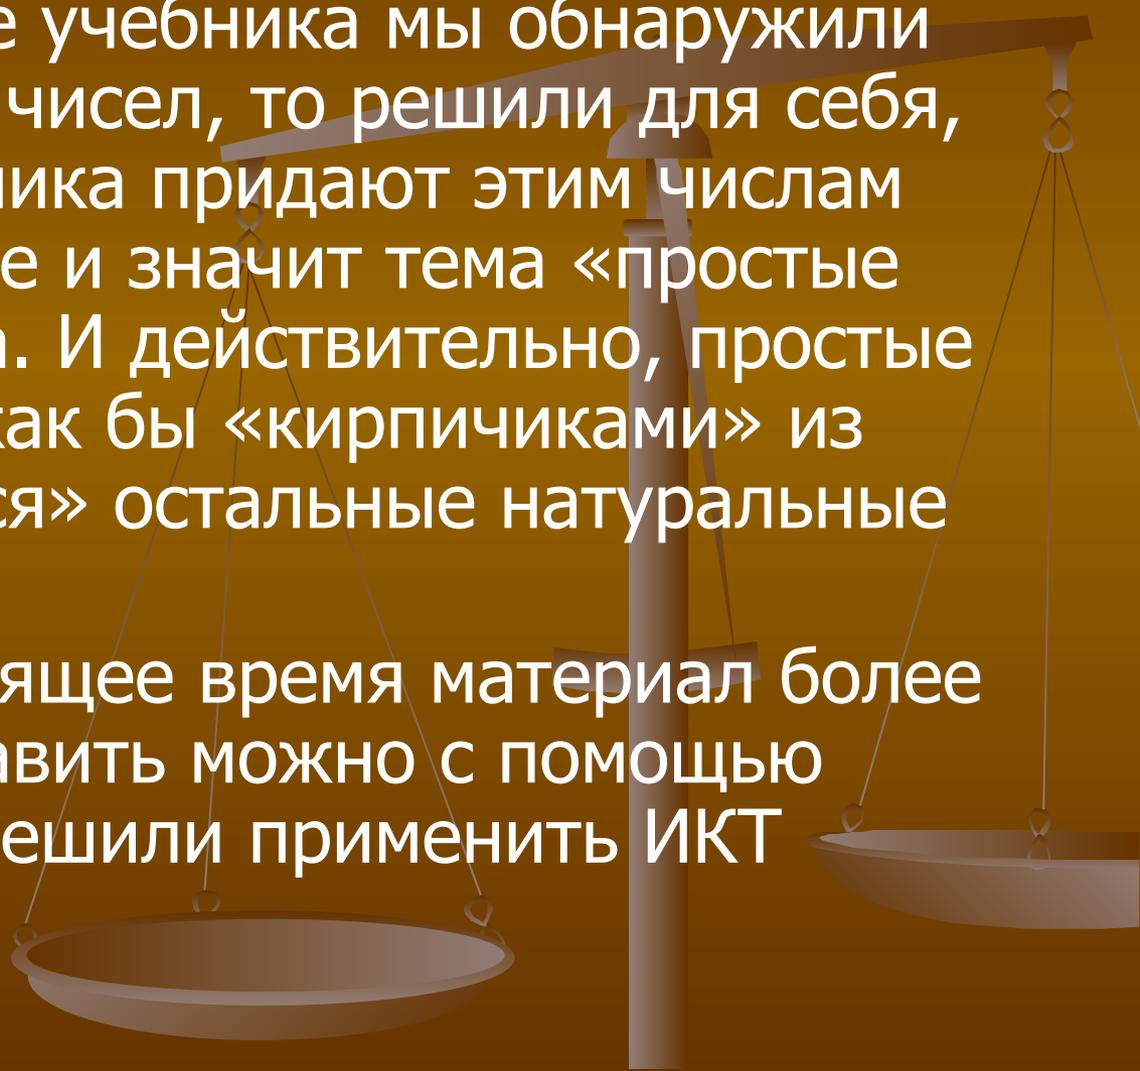 е учебника мы обнаружили
чисел, то решили для себя,
ика придают этим числам
е и значит тема «простые
. И действительно, простые
как бы «кирпичиками» из
ся» остальные натуральные
ящее время материал более
авить можно с помощью
ешили применить ИКТ